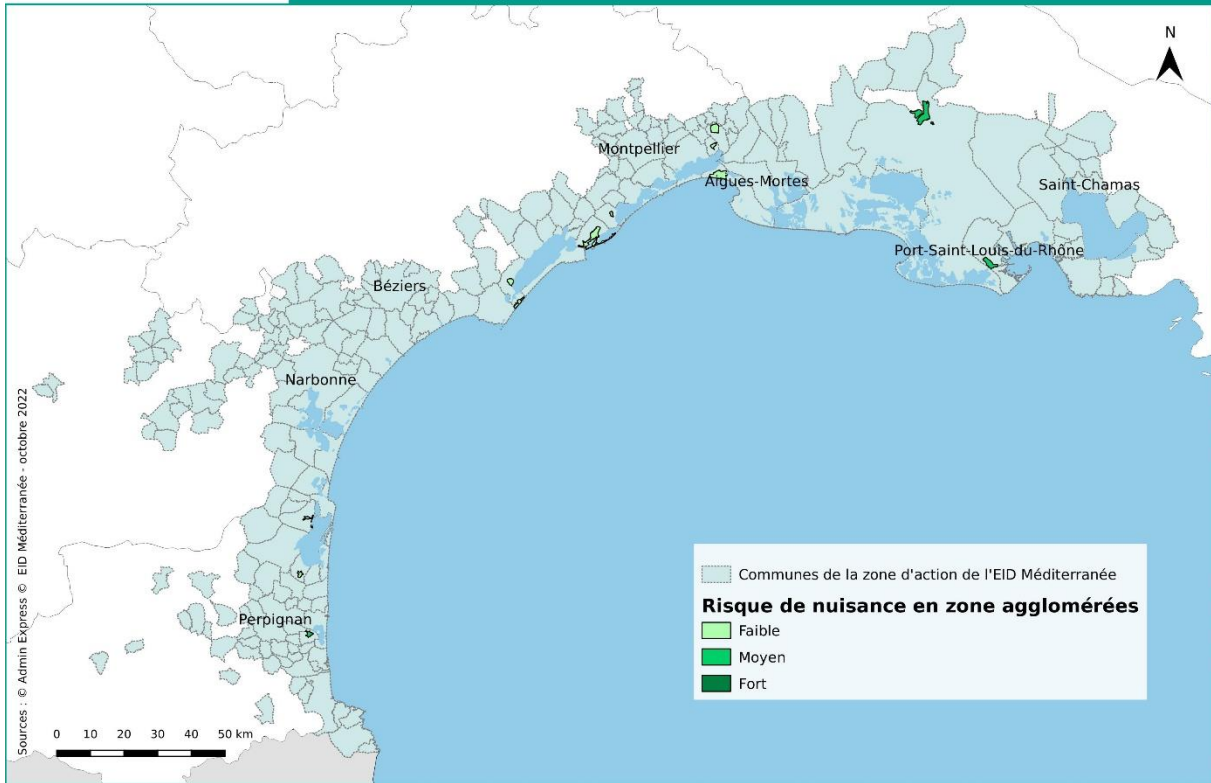 N
Montpellier
Aigues-Mortes
Saint-Chamas
Port-Saint-Louis-du-Rhône
Béziers
Narbonne
Perpignan
Communes de la zone d'action de l'EID Méditerranée
Risque de nuisance en zone agglomérées
Faible
Moyen
Fort
0 10 20 30 40 50 km
Sources : © Admin Express © EID Méditerranée - octobre 2022